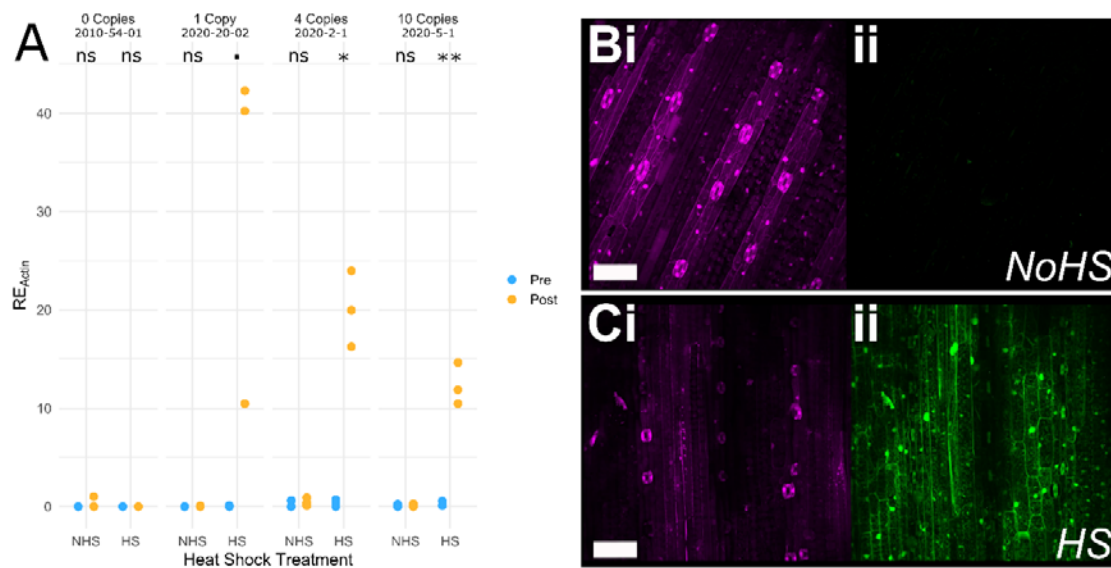 A
0 Copies 1 Copy 4 Copies 10 Copies
2010-54-01 2020-20-02 2020-2-1 2020-5-1
ns ns ns ▪ ns * ns **
40
30
20
10
0
RE Actin
NHS HS NHS HS NHS HS NHS HS
Heat Shock Treatment
Pre
Post
Bi ii
NoHS
Ci ii
HS